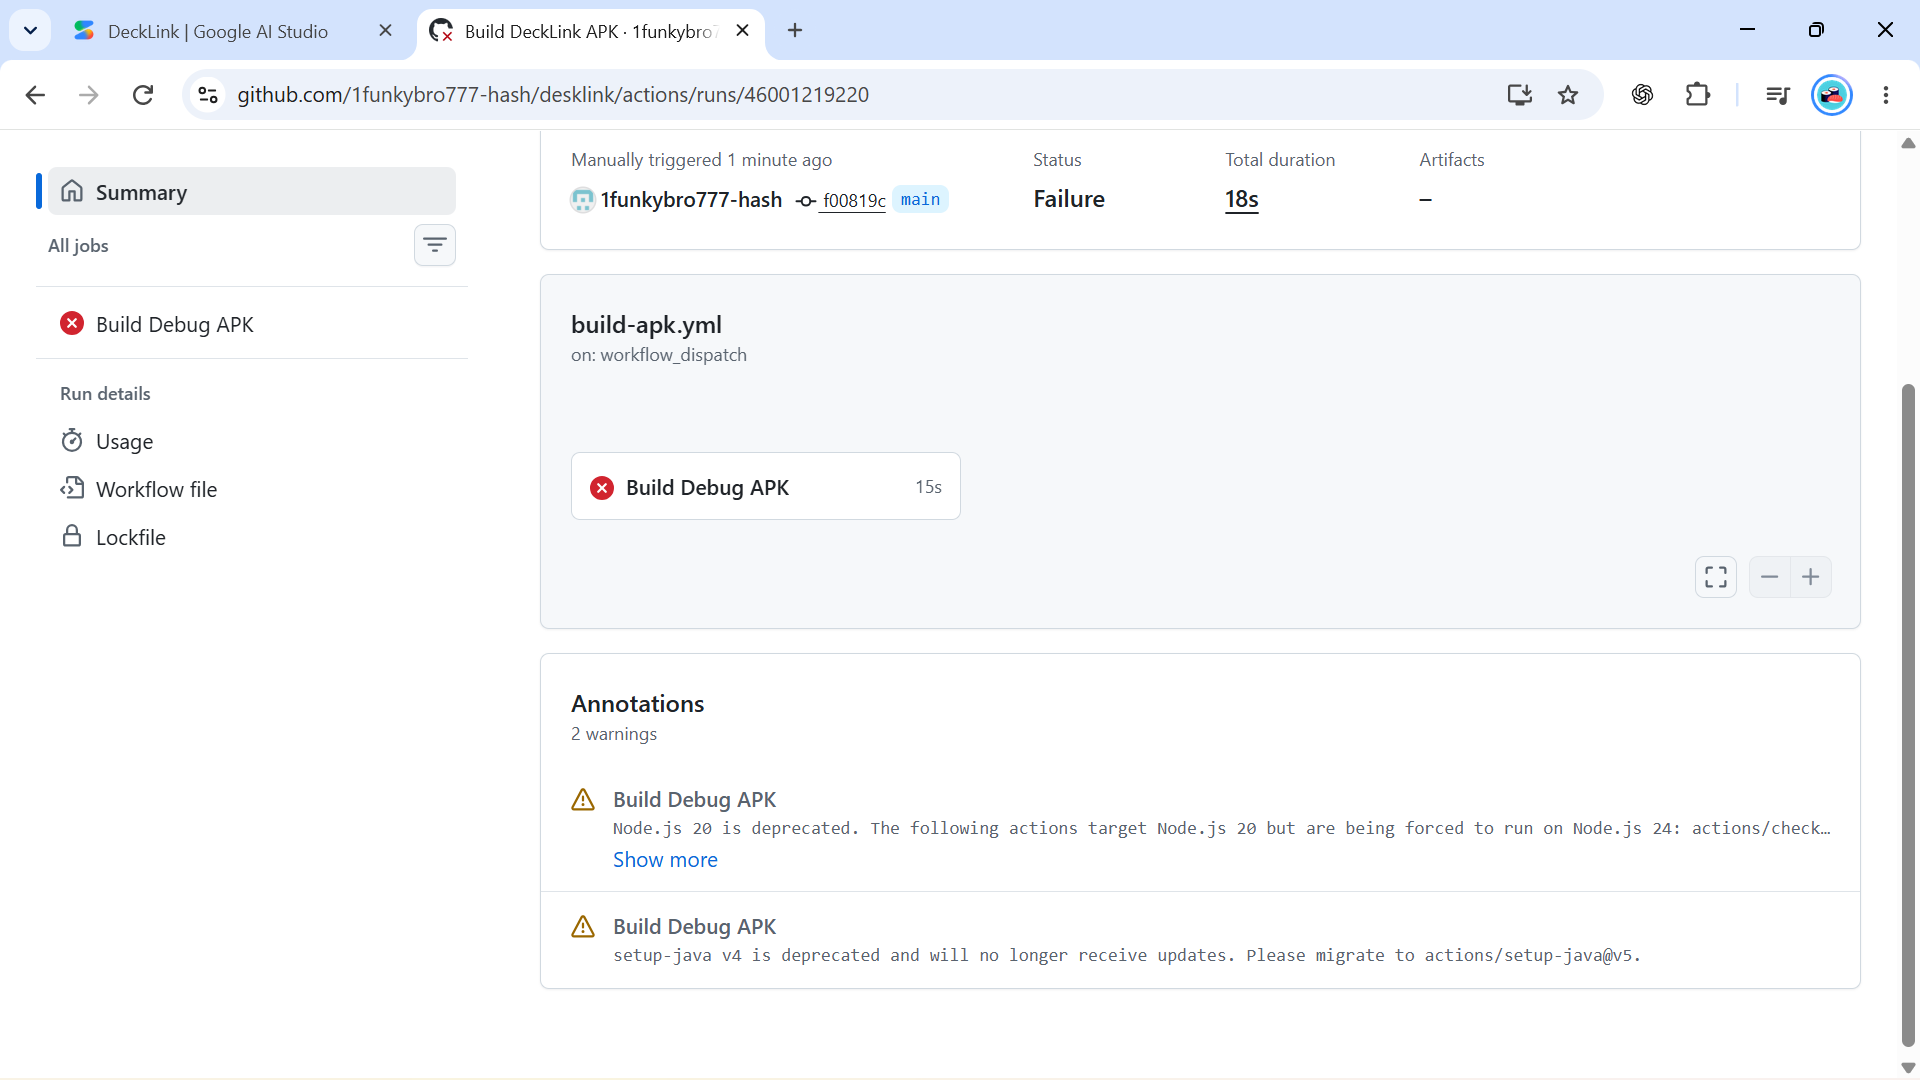 DeckLink | Google AI Studio
Build DeckLink APK · 1funkybro7
github.com/1funkybro777-hash/desklink/actions/runs/46001219220
Summary
All jobs
Build Debug APK
Run details
Usage
Workflow file
Lockfile
Manually triggered 1 minute ago
1funkybro777-hash f00819c main
Status
Failure
Total duration
18s
Artifacts
–
build-apk.yml
on: workflow_dispatch
Build Debug APK 15s
Annotations
2 warnings
Build Debug APK
Node.js 20 is deprecated. The following actions target Node.js 20 but are being forced to run on Node.js 24: actions/check…
Show more
Build Debug APK
setup-java v4 is deprecated and will no longer receive updates. Please migrate to actions/setup-java@v5.